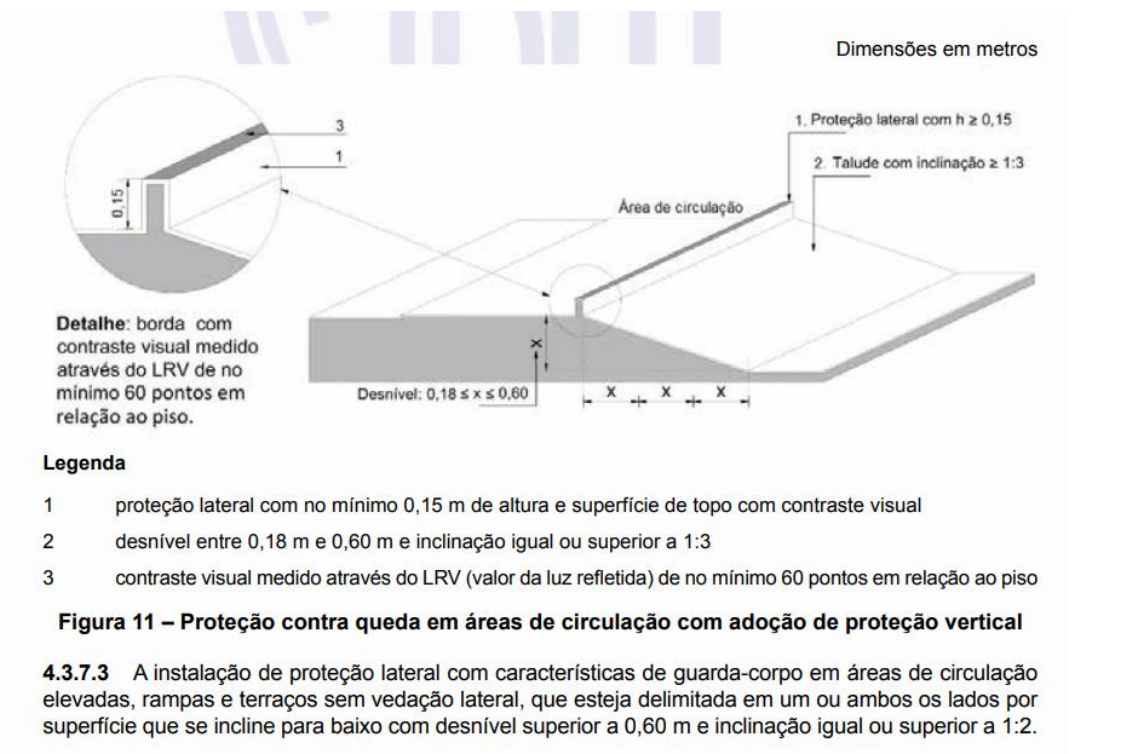 Dimensões em metros
3
1
0,15
1. Proteção lateral com h ≥ 0,15
2. Talude com inclinação ≥ 1:3
Área de circulação
Detalhe: borda com
contraste visual medido
através do LRV de no
mínimo 60 pontos em
relação ao piso.
X
Desnível: 0,18 ≤ x ≤ 0,60
X X X
Legenda
1 proteção lateral com no mínimo 0,15 m de altura e superfície de topo com contraste visual
2 desnível entre 0,18 m e 0,60 m e inclinação igual ou superior a 1:3
3 contraste visual medido através do LRV (valor da luz refletida) de no mínimo 60 pontos em relação ao piso
Figura 11 – Proteção contra queda em áreas de circulação com adoção de proteção vertical
4.3.7.3 A instalação de proteção lateral com características de guarda-corpo em áreas de circulação
elevadas, rampas e terraços sem vedação lateral, que esteja delimitada em um ou ambos os lados por
superfície que se incline para baixo com desnível superior a 0,60 m e inclinação igual ou superior a 1:2.